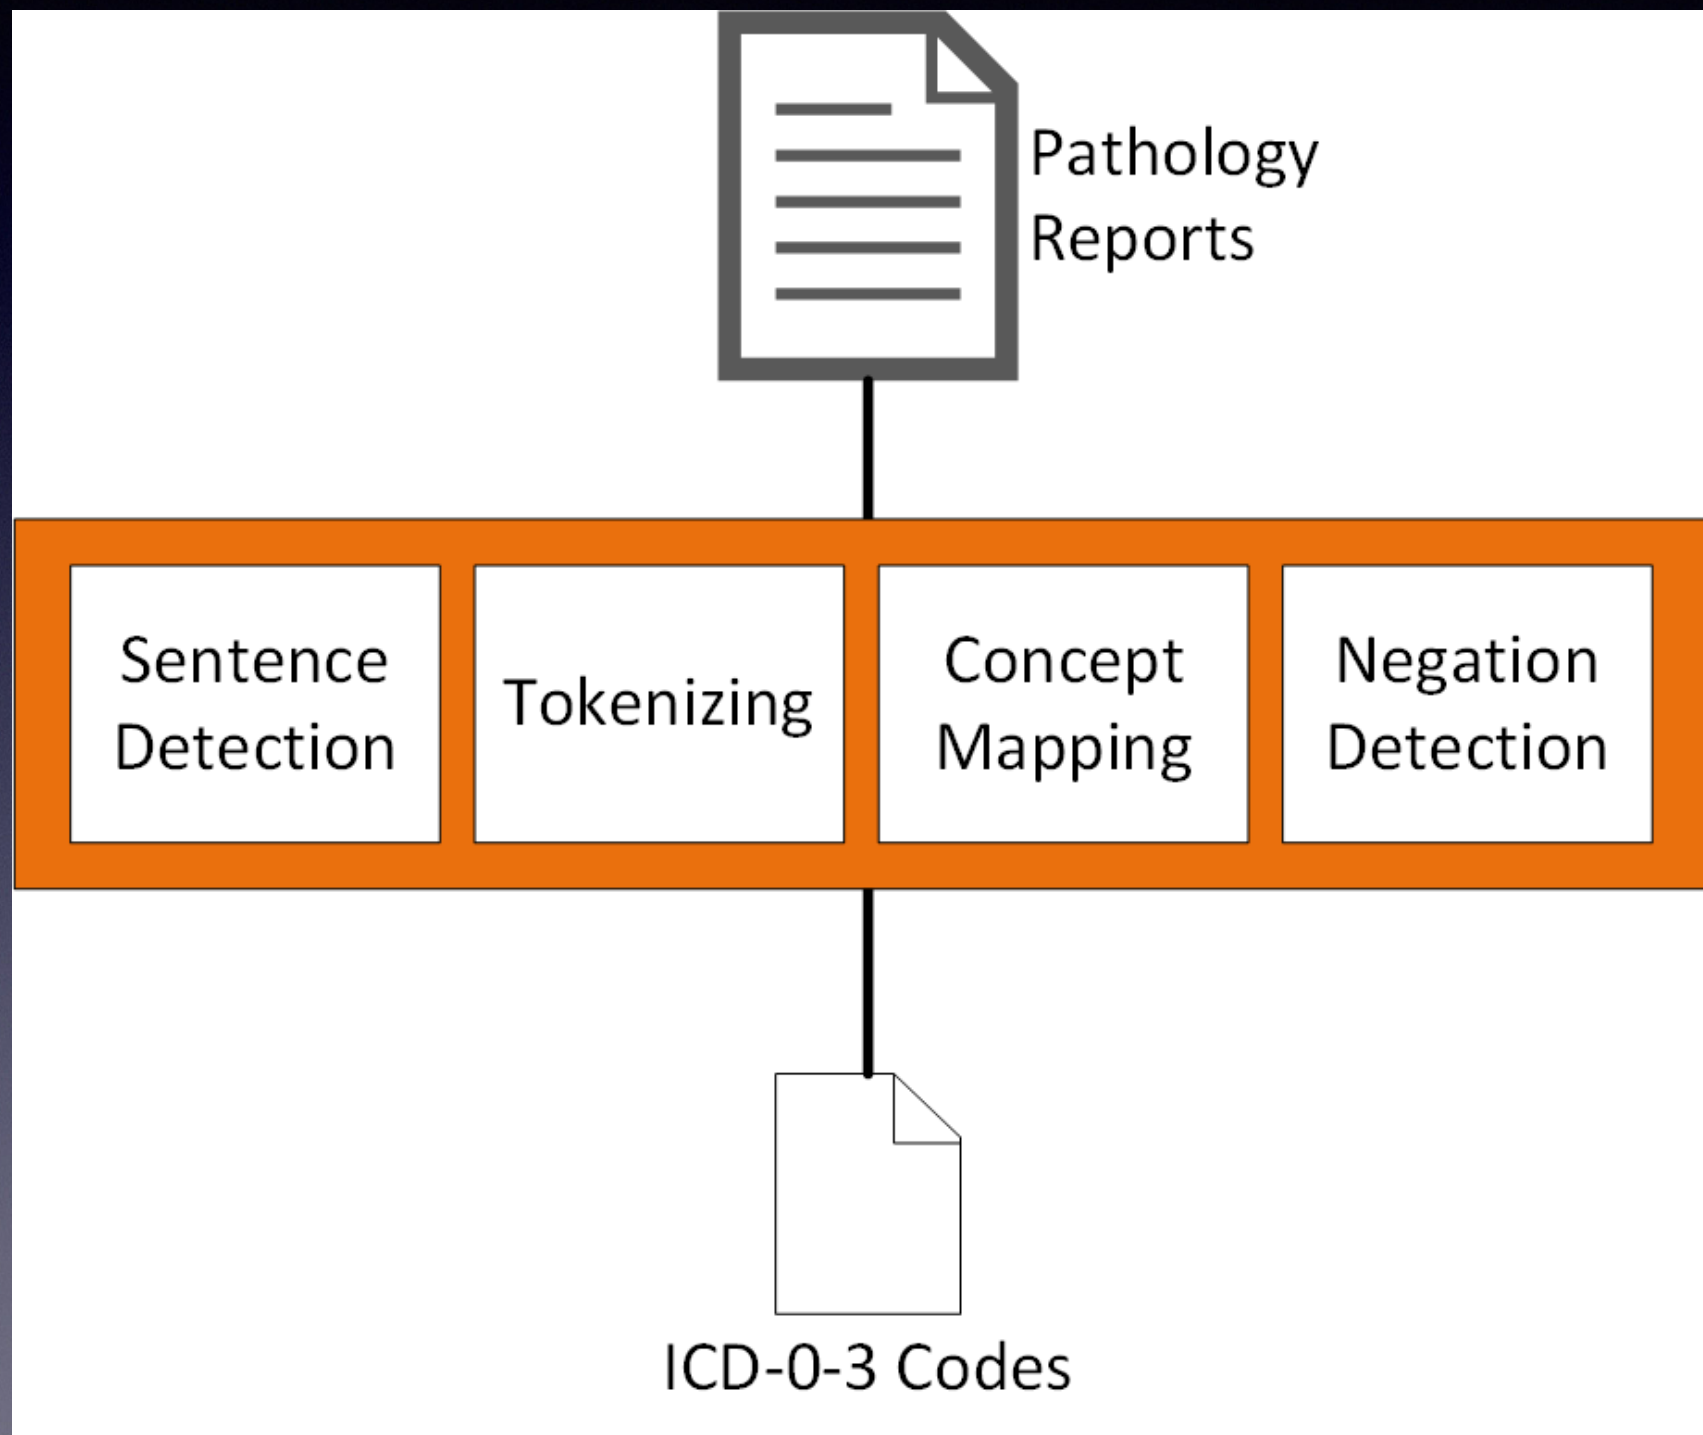 Pathology
Reports
Sentence
Detection
Tokenizing
Concept
Mapping
Negation
Detection
ICD-0-3 Codes